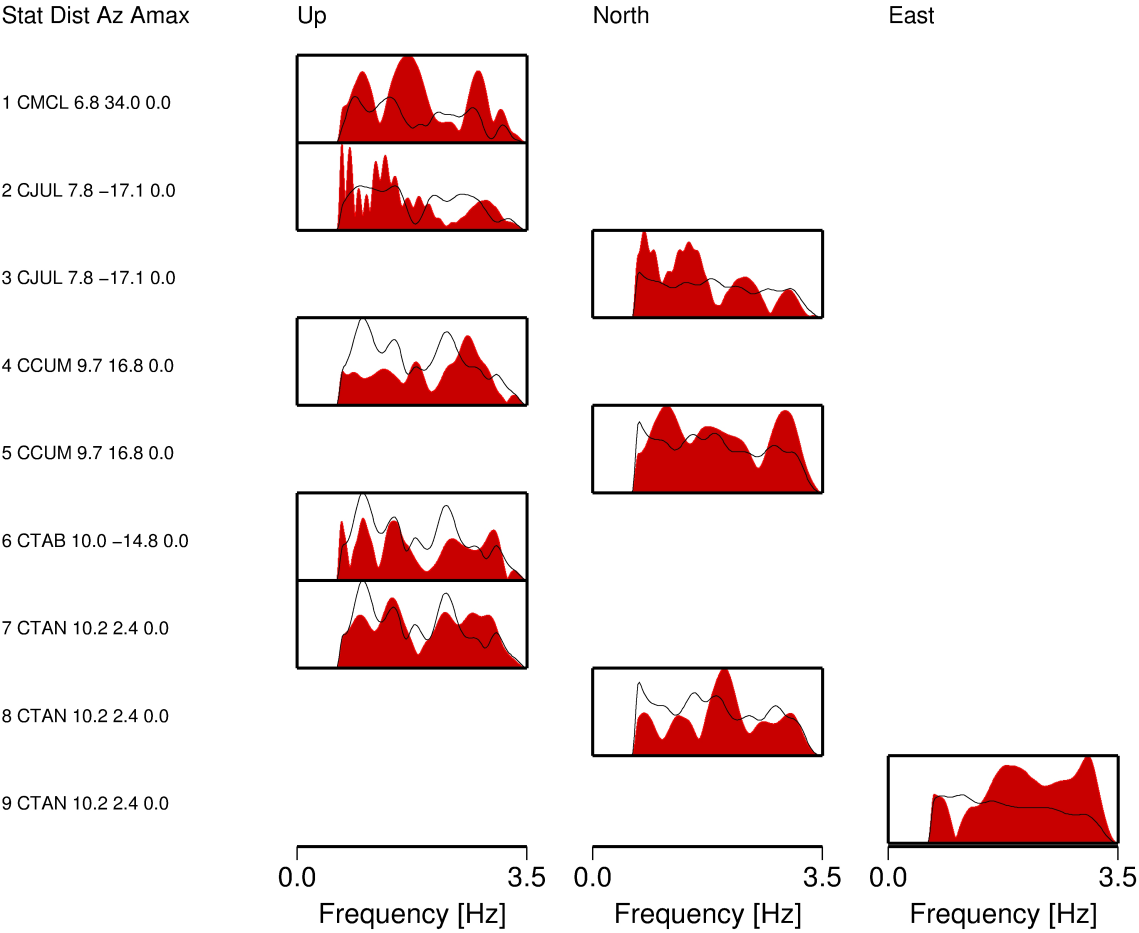 Stat Dist Az Amax Up North East
1 CMCL 6.8 34.0 0.0
2 CJUL 7.8 −17.1 0.0
3 CJUL 7.8 −17.1 0.0
4 CCUM 9.7 16.8 0.0
5 CCUM 9.7 16.8 0.0
6 CTAB 10.0 −14.8 0.0
7 CTAN 10.2 2.4 0.0
8 CTAN 10.2 2.4 0.0
9 CTAN 10.2 2.4 0.0
0.0 3.5 0.0 3.5 0.0 3.5
Frequency [Hz] Frequency [Hz] Frequency [Hz]